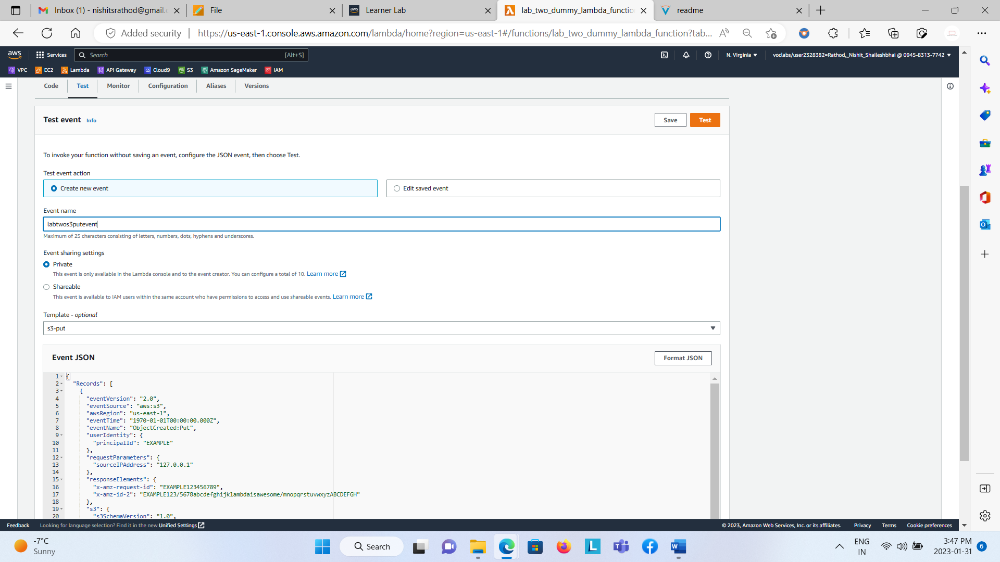 Inbox (1) - nishitsrathod@gmail.c
File
Learner Lab
lab_two_dummy_lambda_functio
readme
Added security
https://us-east-1.console.aws.amazon.com/lambda/home?region=us-east-1#/functions/lab_two_dummy_lambda_function?tab...
aws
Services
Search
[Alt+S]
N. Virginia
voclabs/user2328382=Rathod,_Nishit_Shaileshbhai @ 0945-8313-7742
VPC
EC2
Lambda
API Gateway
Cloud9
S3
Amazon SageMaker
IAM
Code
Test
Monitor
Configuration
Aliases
Versions
Test event Info
Save
Test
To invoke your function without saving an event, configure the JSON event, then choose Test.
Test event action
Create new event
Edit saved event
Event name
labtwos3putevent
Maximum of 25 characters consisting of letters, numbers, dots, hyphens and underscores.
Event sharing settings
Private
This event is only available in the Lambda console and to the event creator. You can configure a total of 10. Learn more
Shareable
This event is available to IAM users within the same account who have permissions to access and use shareable events. Learn more
Template - optional
s3-put
Event JSON
Format JSON
1 {
2 "Records": [
3 {
4 "eventVersion": "2.0",
5 "eventSource": "aws:s3",
6 "awsRegion": "us-east-1",
7 "eventTime": "1970-01-01T00:00:00.000Z",
8 "eventName": "ObjectCreated:Put",
9 "userIdentity": {
10 "principalId": "EXAMPLE"
11 },
12 "requestParameters": {
13 "sourceIPAddress": "127.0.0.1"
14 },
15 "responseElements": {
16 "x-amz-request-id": "EXAMPLE123456789",
17 "x-amz-id-2": "EXAMPLE123/5678abcdefghijklambdaisawesome/mnopqrstuvwxyzABCDEFGH"
18 },
19 "s3": {
20 "s3SchemaVersion": "1.0",
Feedback
Looking for language selection? Find it in the new Unified Settings
© 2023, Amazon Web Services, Inc. or its affiliates.
Privacy
Terms
Cookie preferences
-7°C
Sunny
Search
ENG
IN
3:47 PM
2023-01-31
6